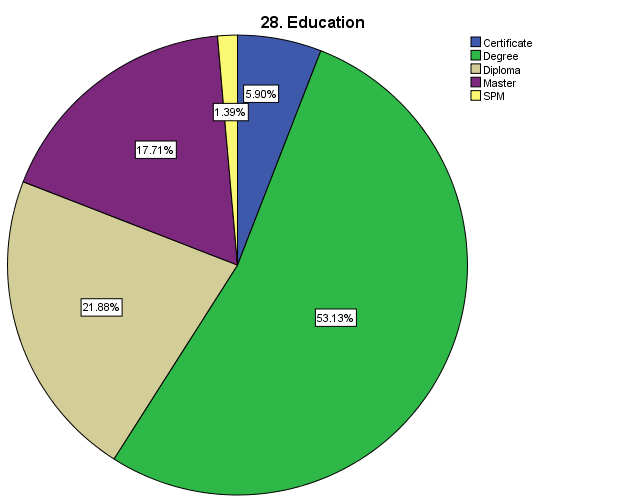 28. Education
Certificate
Degree
Diploma
Master
SPM
5.90%
1.39%
17.71%
21.88%
53.13%